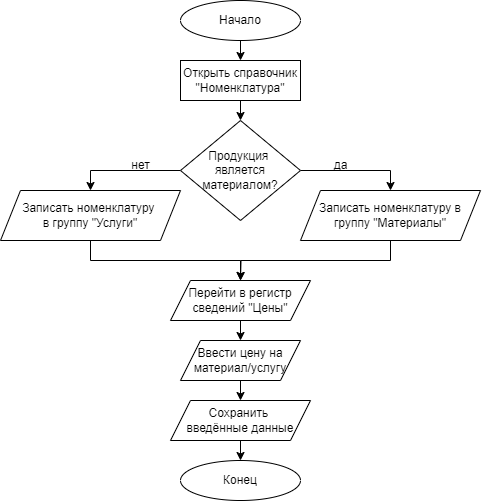 Начало
Открыть справочник
"Номенклатура"
Продукция
является
материалом?
нет
да
Записать номенклатуру
в группу "Услуги"
Записать номенклатуру в
группу "Материалы"
Перейти в регистр
сведений "Цены"
Ввести цену на
материал/услугу
Сохранить
введённые данные
Конец